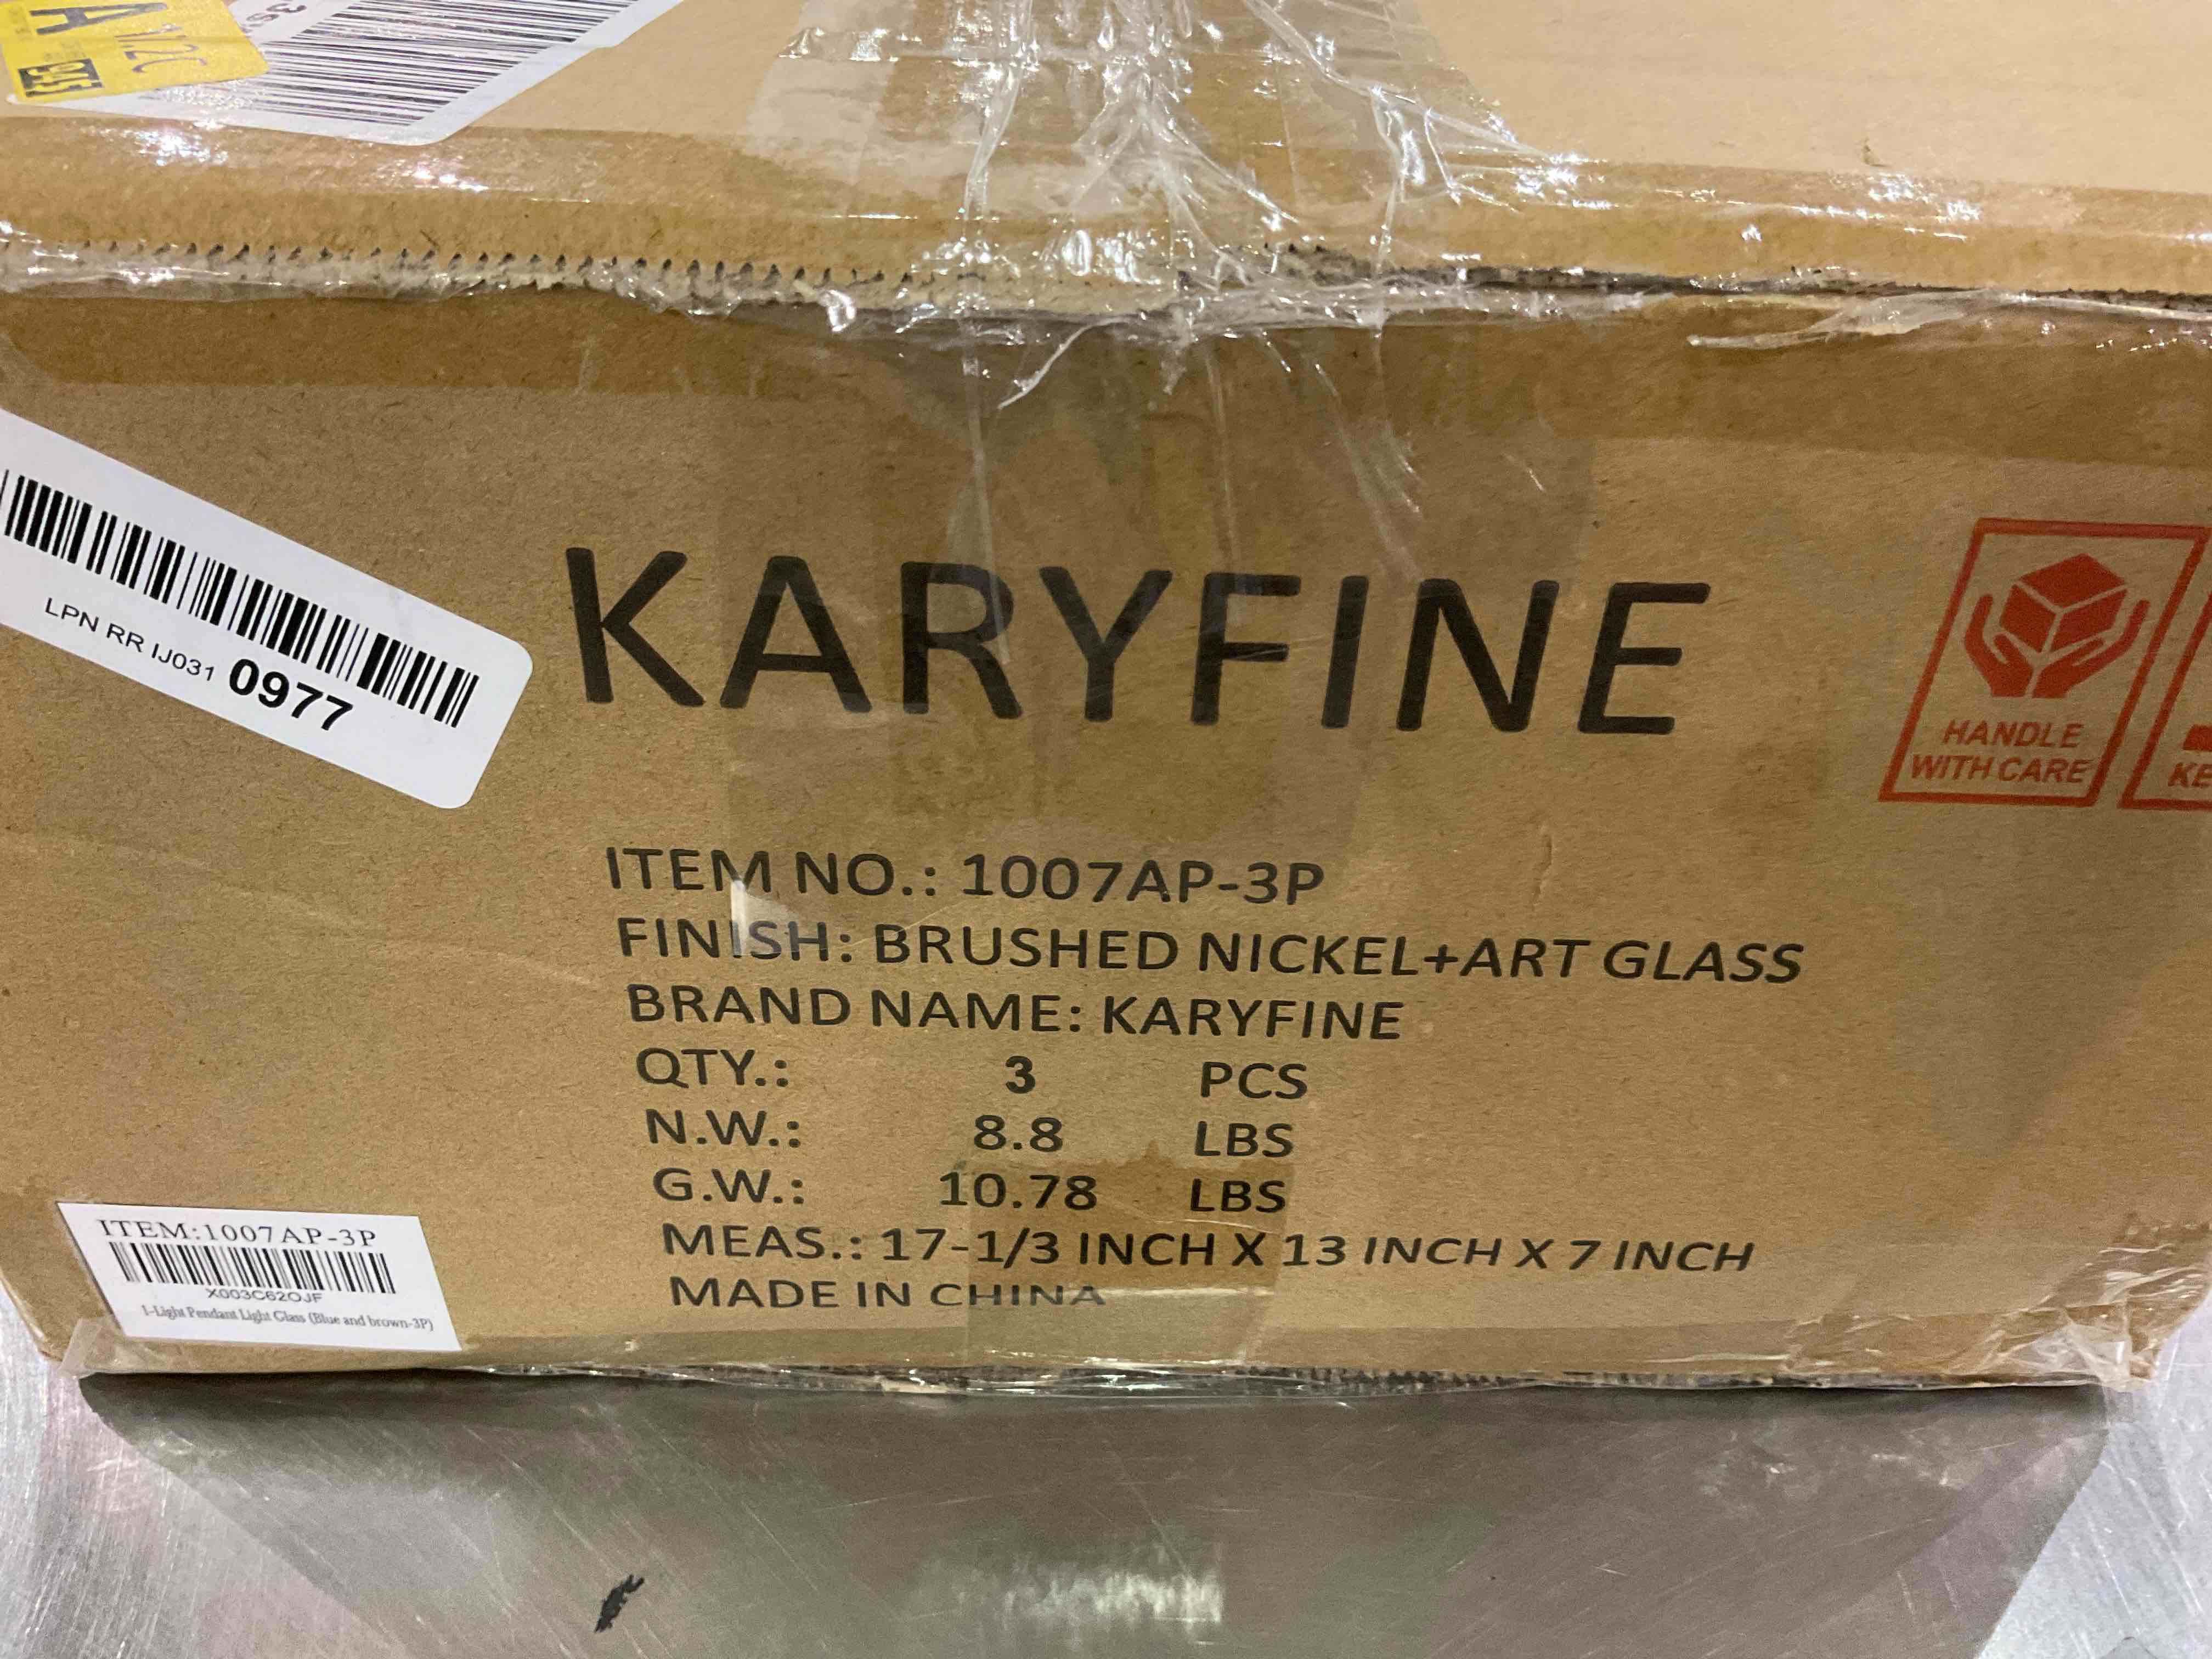 A
KARYFINE
LPN RR IJ031 0977
HANDLE
WITH CARE
KE
ITEM NO.: 1007AP-3P
FINISH: BRUSHED NICKEL+ART GLASS
BRAND NAME: KARYFINE
QTY.: 3 PCS
N.W.: 8.8 LBS
G.W.: 10.78 LBS
MEAS.: 17-1/3 INCH X 13 INCH X 7 INCH
MADE IN CHINA
ITEM:1007AP-3P
X003C62OJF
1-Light Pendant Light Glass (Blue and brown-3P)